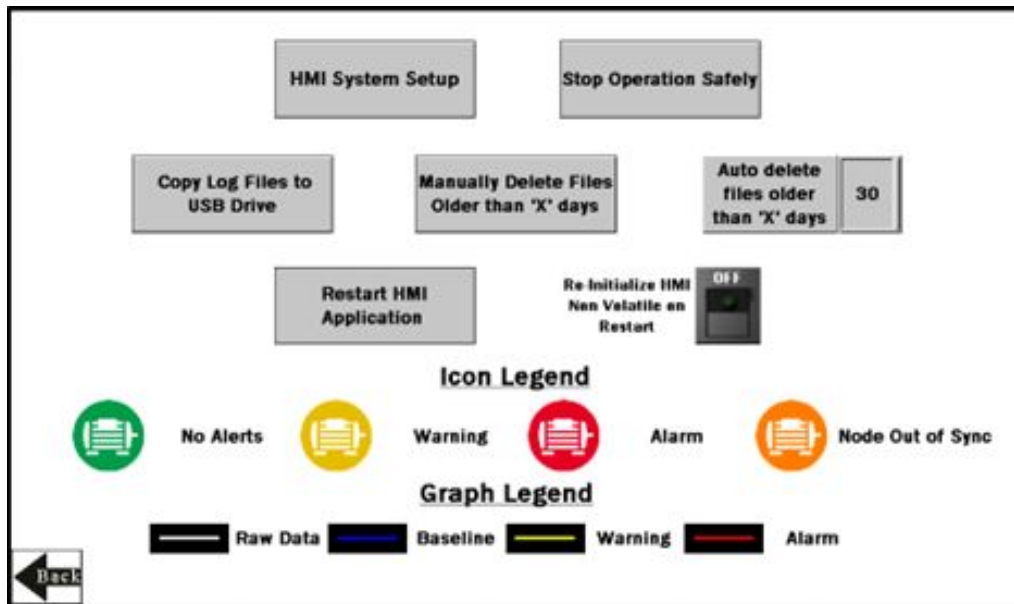 HMI System Setup
Stop Operation Safely
Copy Log Files to
USB Drive
Manually Delete Files
Older than 'X' days
Auto delete
files older
than 'X' days
30
Restart HMI
Application
Re-Initialize HMI
Non Volatile on
Restart
OFF
Icon Legend
No Alerts
Warning
Alarm
Node Out of Sync
Graph Legend
Raw Data
Baseline
Warning
Alarm
Back